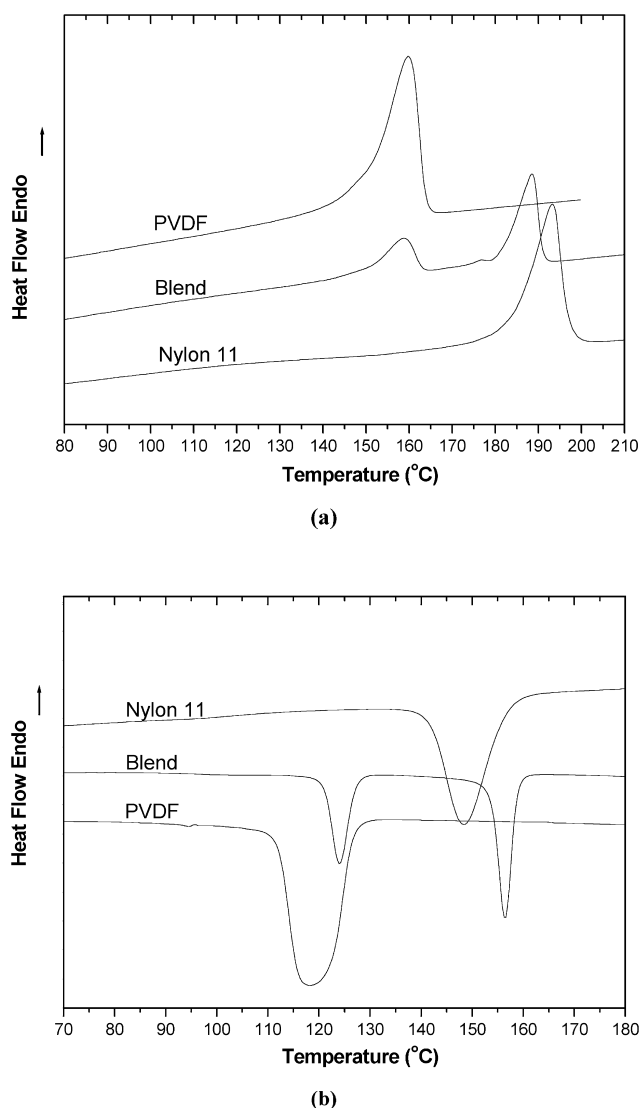 Heat Flow Endo
PVDF
Blend
Nylon 11
80 90 100 110 120 130 140 150 160 170 180 190 200 210
Temperature (°C)
(a)
Heat Flow Endo
Nylon 11
Blend
PVDF
70 80 90 100 110 120 130 140 150 160 170 180
Temperature (°C)
(b)